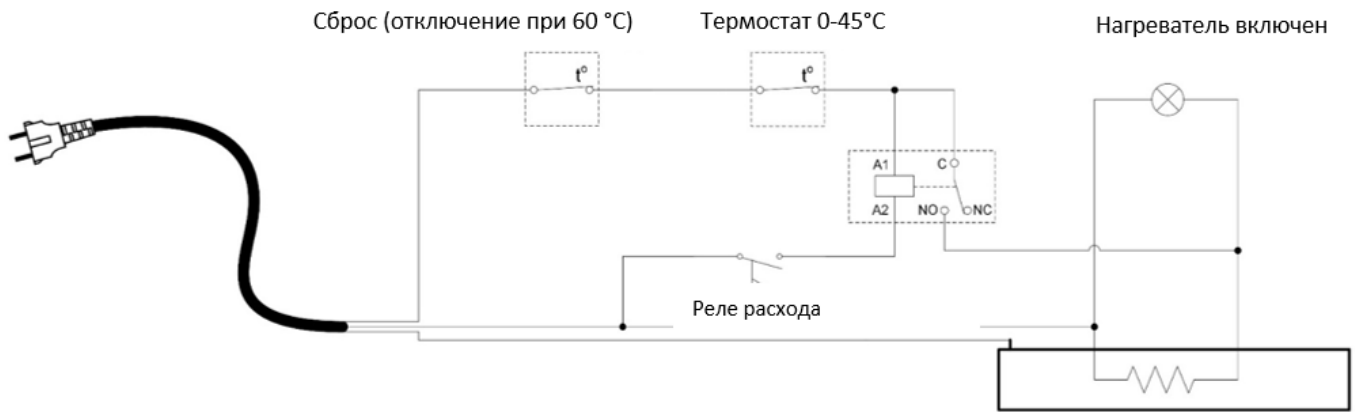 Сброс (отключение при 60 °C) Термостат 0-45°C Нагреватель включен
t° t°
A1 C
A2 NO NC
Реле расхода